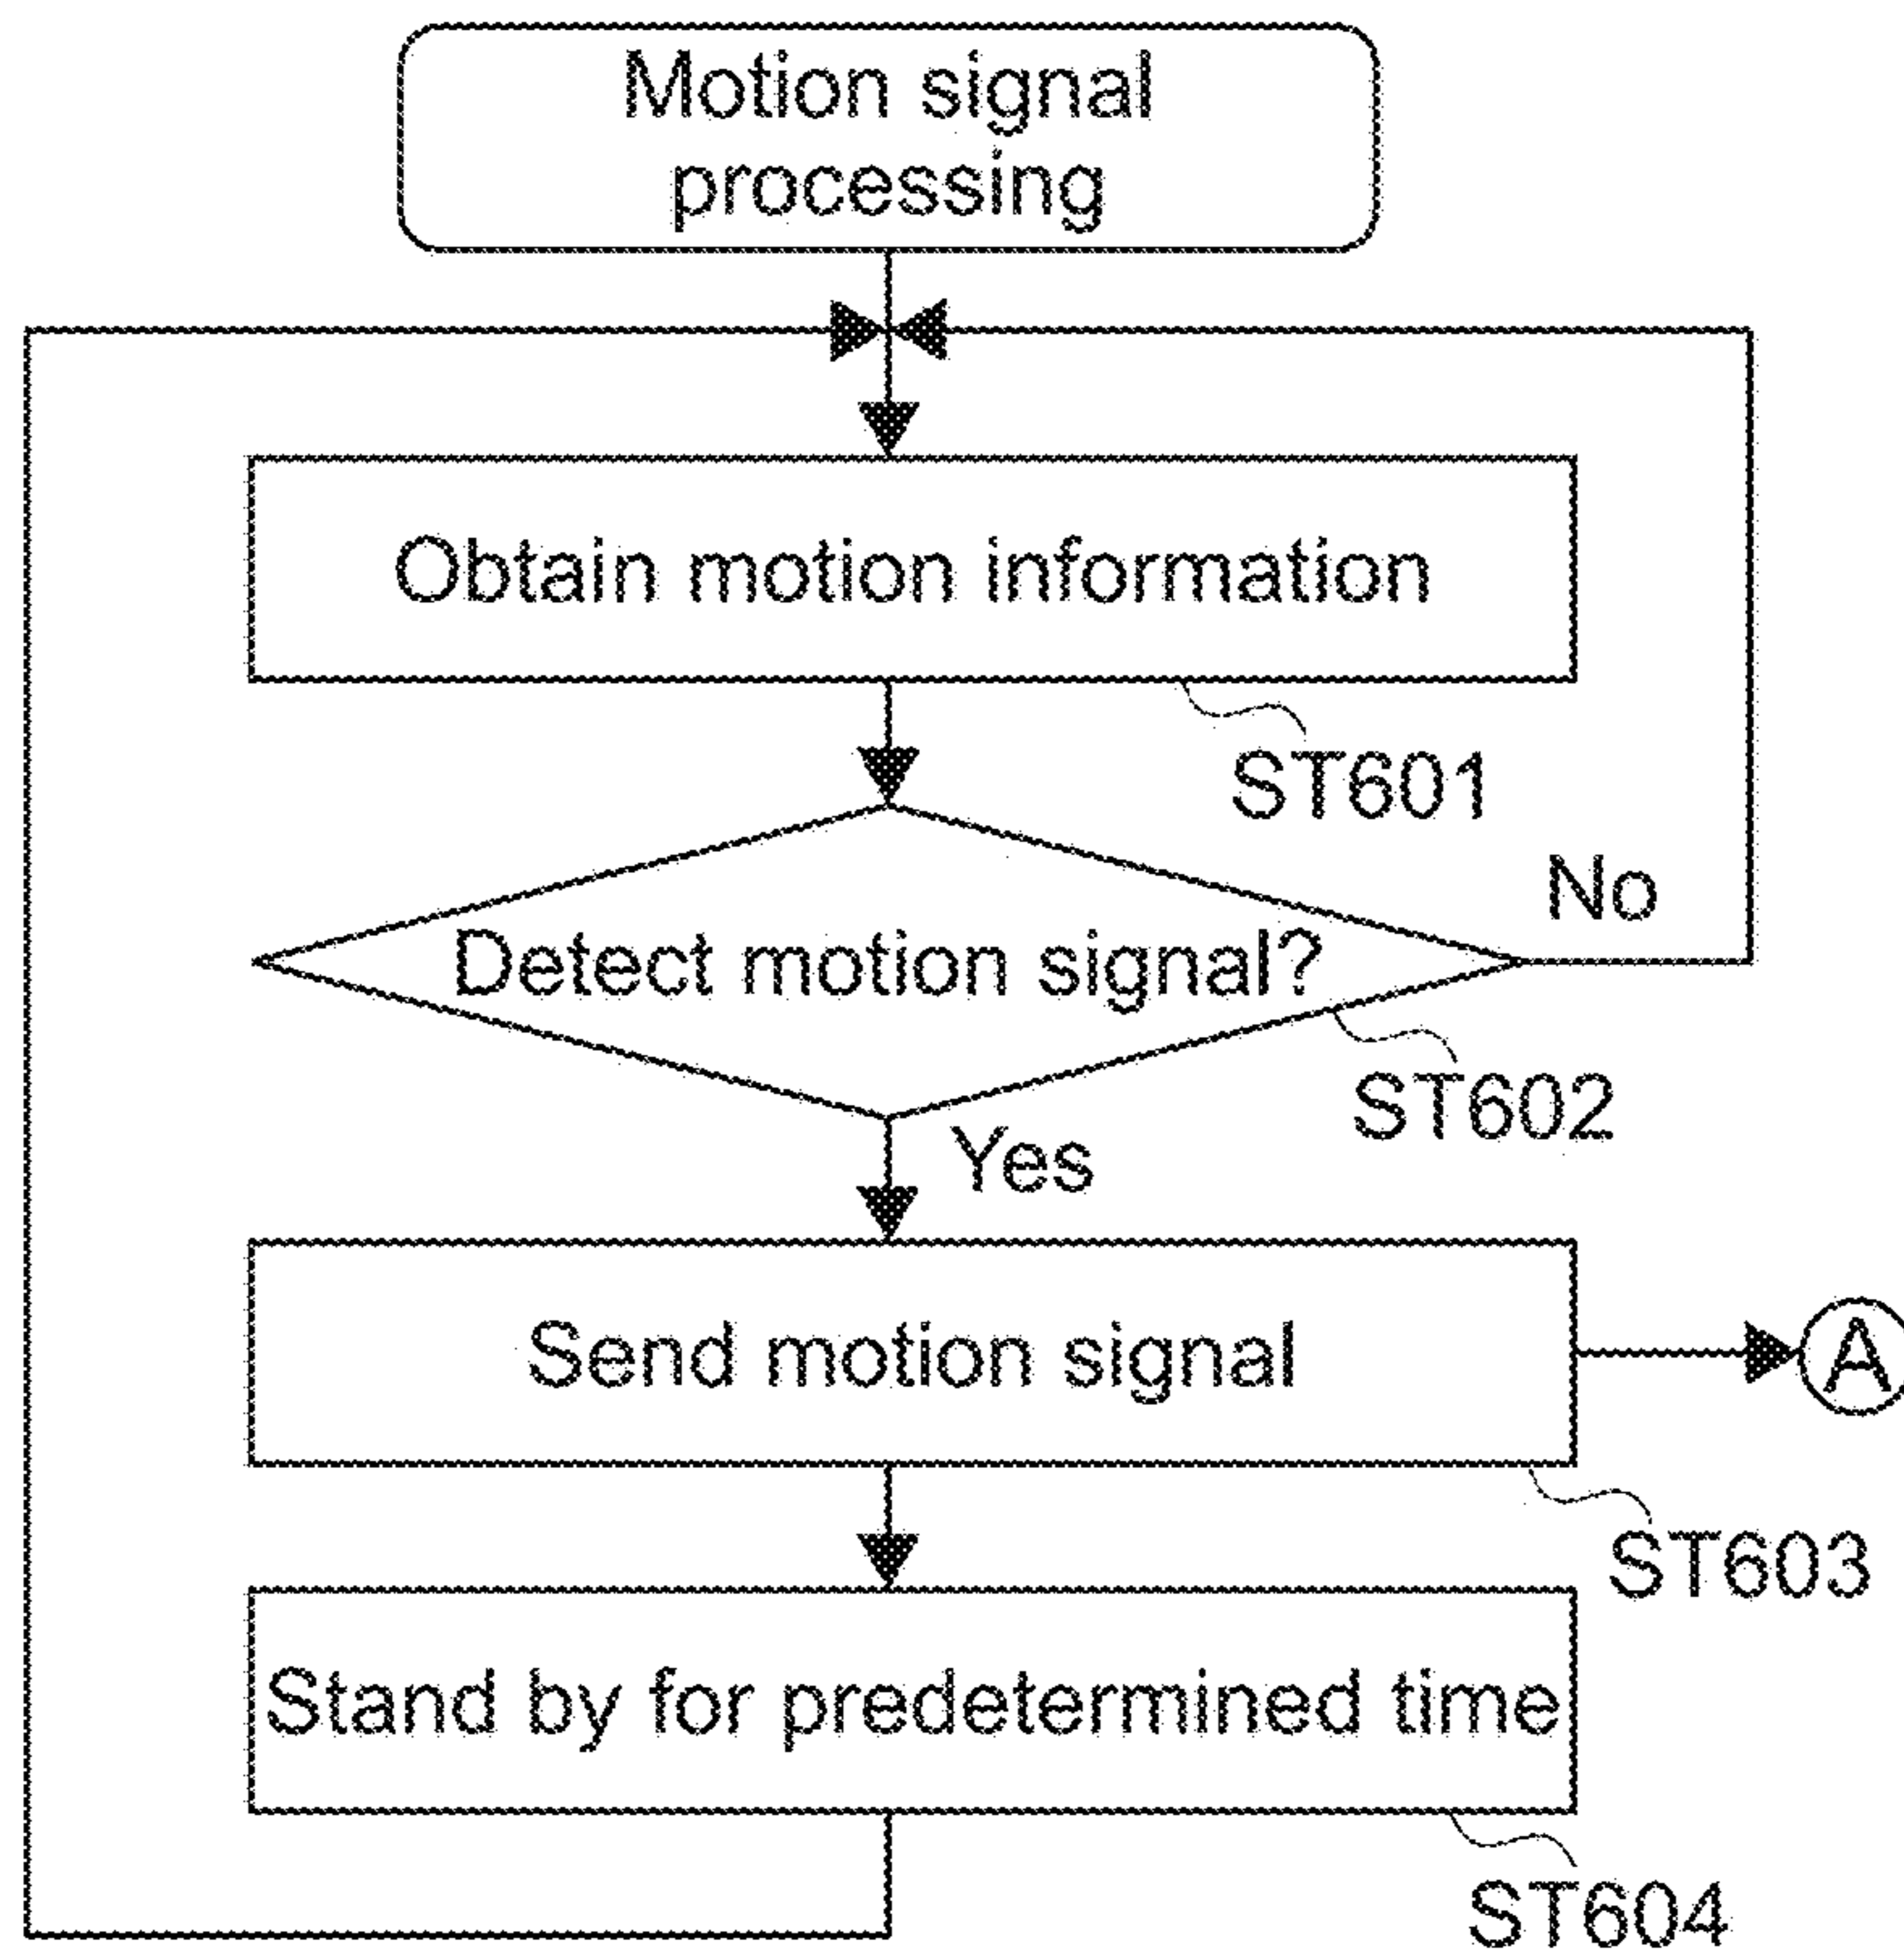 Motion signal
processing
Obtain motion information
ST601
No
Detect motion signal?
ST602
Yes
Send motion signal
A
ST603
Stand by for predetermined time
ST604